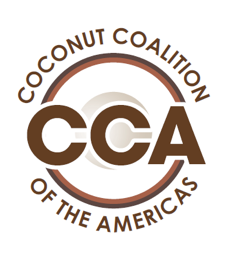 COCONUT COALITION
CCA
OF THE AMERICAS